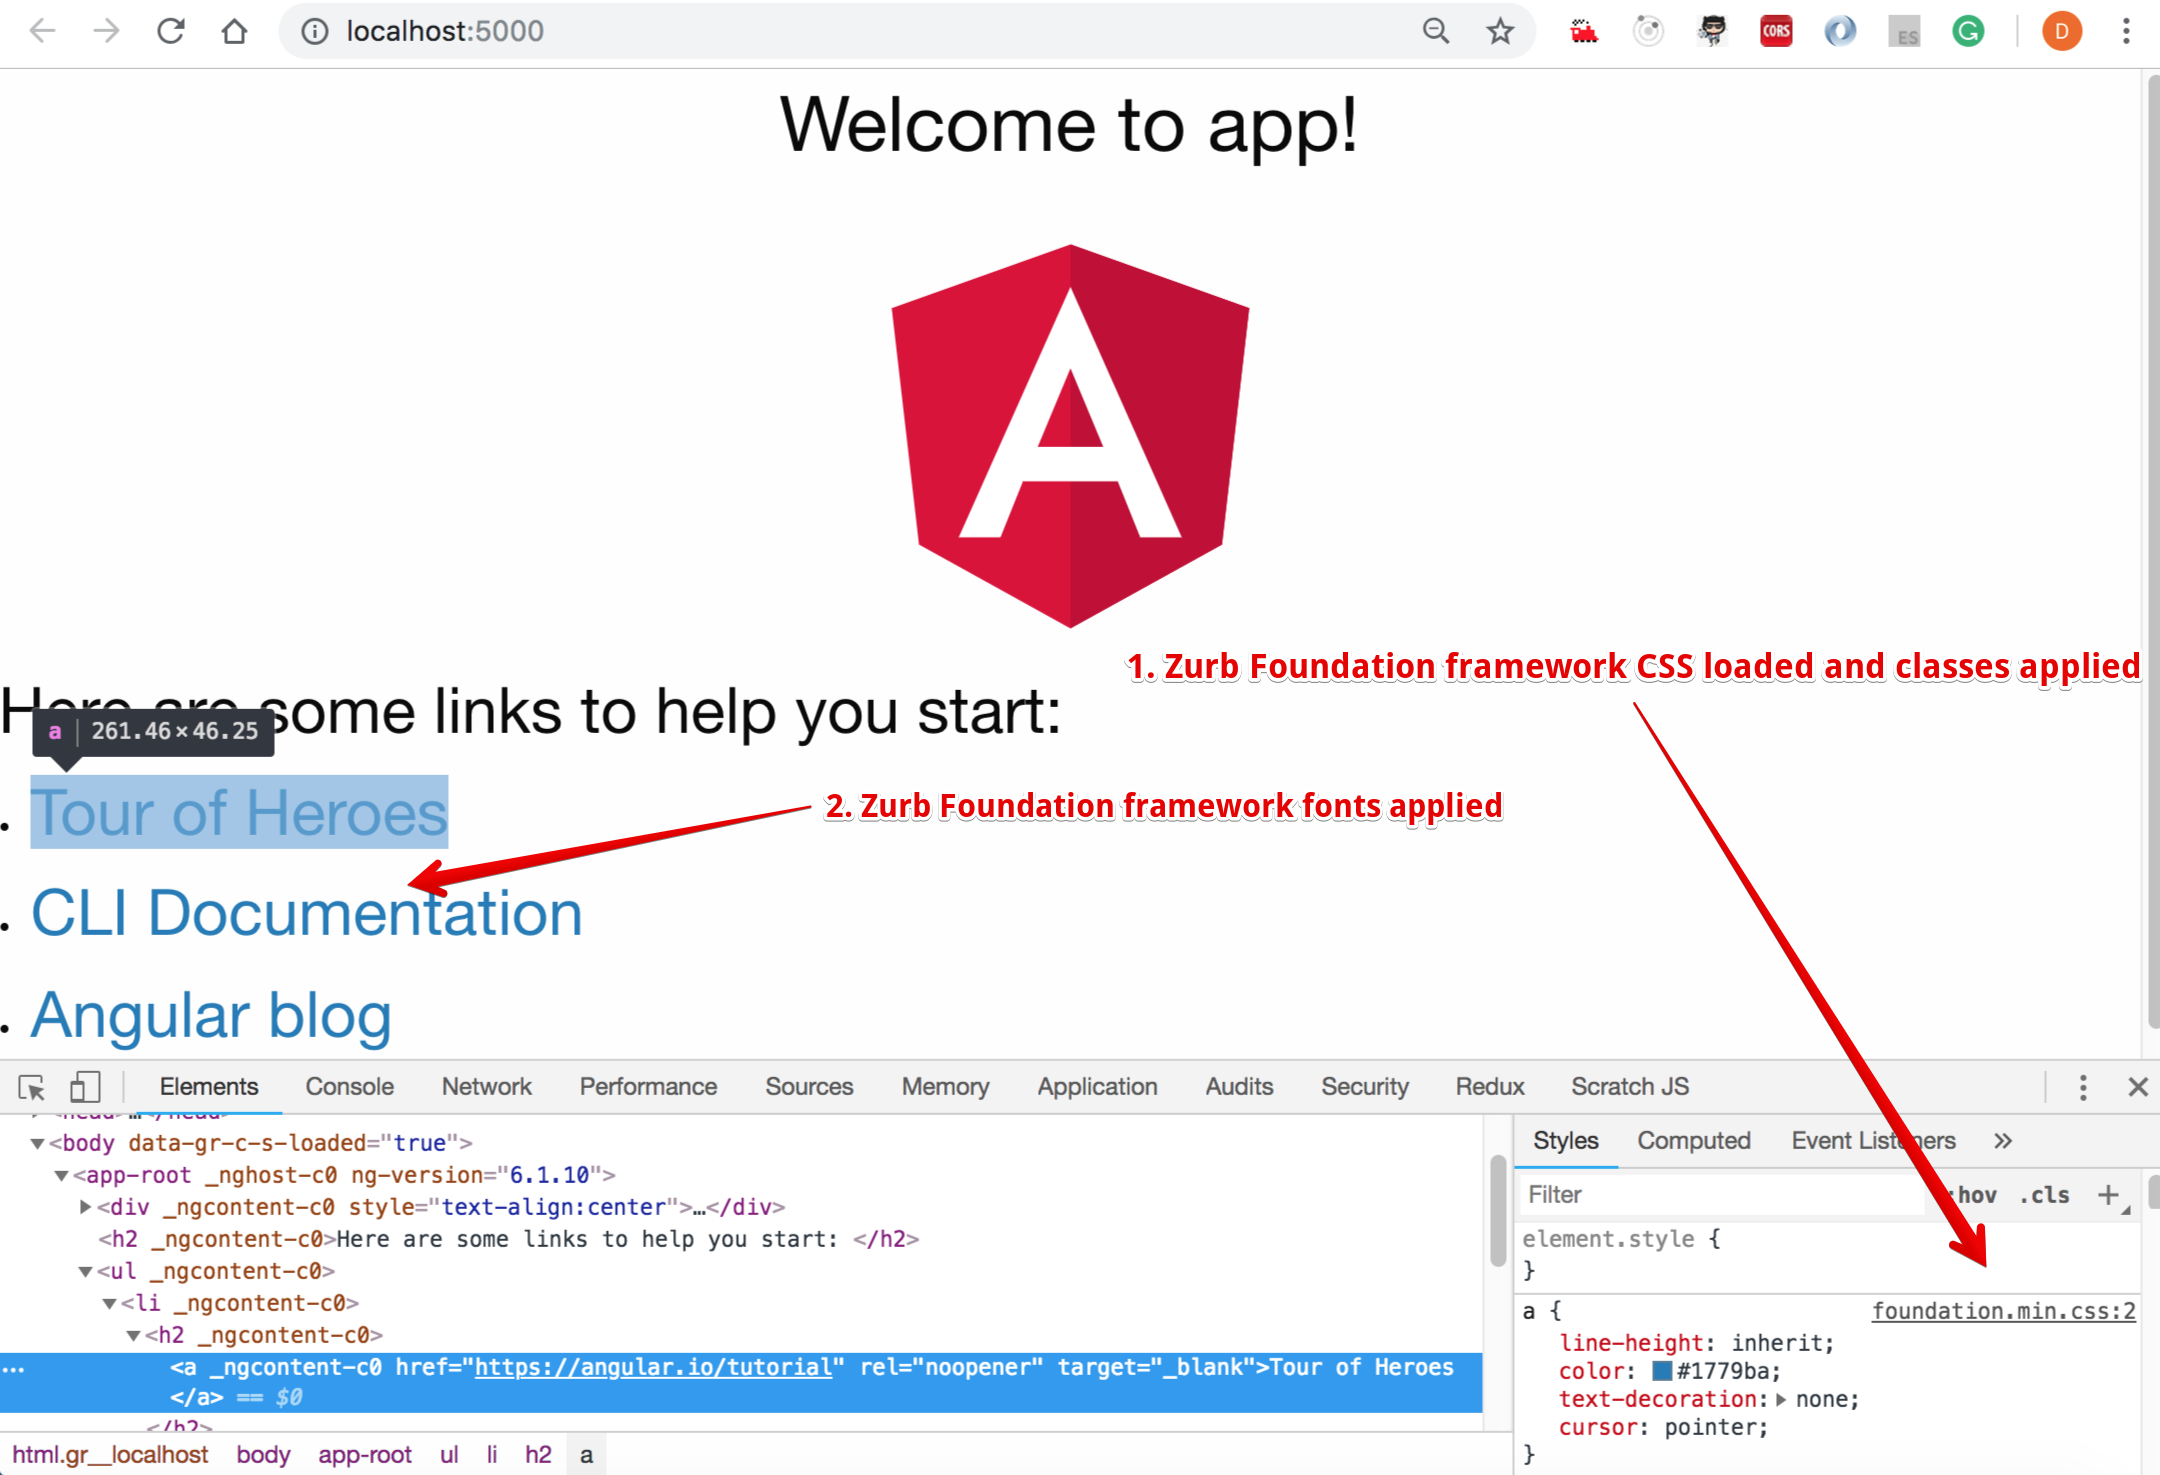 localhost:5000
CORS
ES
G
D
Welcome to app!
A
1. Zurb Foundation framework CSS loaded and classes applied
Here are some links to help you start:
a | 261.46×46.25
Tour of Heroes
2. Zurb Foundation framework fonts applied
CLI Documentation
Angular blog
Elements Console Network Performance Sources Memory Application Audits Security Redux Scratch JS
<head>…</head>
<body data-gr-c-s-loaded="true">
<app-root _nghost-c0 ng-version="6.1.10">
<div _ngcontent-c0 style="text-align:center">…</div>
<h2 _ngcontent-c0>Here are some links to help you start: </h2>
<ul _ngcontent-c0>
<li _ngcontent-c0>
<h2 _ngcontent-c0>
… <a _ngcontent-c0 href="https://angular.io/tutorial" rel="noopener" target="_blank">Tour of Heroes
</a> == $0
</h2>
html.gr__localhost body app-root ul li h2 a
Styles Computed Event Listeners »
Filter :hov .cls +
element.style {
}
a { foundation.min.css:2
line-height: inherit;
color: #1779ba;
text-decoration: none;
cursor: pointer;
}